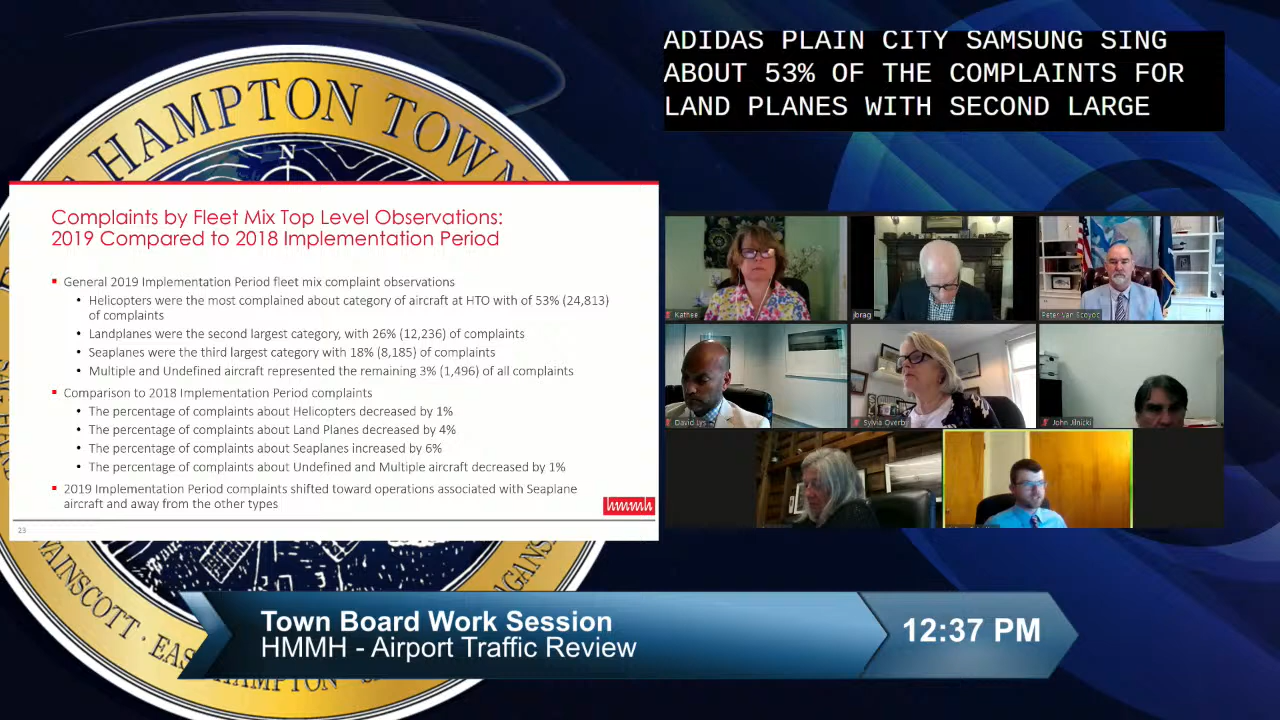 ADIDAS PLAIN CITY SAMSUNG SING
ABOUT 53% OF THE COMPLAINTS FOR
LAND PLANES WITH SECOND LARGE
HAMPTON TOWN
N
Complaints by Fleet Mix Top Level Observations:
2019 Compared to 2018 Implementation Period
General 2019 Implementation Period fleet mix complaint observations
Helicopters were the most complained about category of aircraft at HTO with of 53% (24,813)
of complaints
Landplanes were the second largest category, with 26% (12,236) of complaints
Seaplanes were the third largest category with 18% (8,185) of complaints
Multiple and Undefined aircraft represented the remaining 3% (1,496) of all complaints
Comparison to 2018 Implementation Period complaints
The percentage of complaints about Helicopters decreased by 1%
The percentage of complaints about Land Planes decreased by 4%
The percentage of complaints about Seaplanes increased by 6%
The percentage of complaints about Undefined and Multiple aircraft decreased by 1%
2019 Implementation Period complaints shifted toward operations associated with Seaplane
aircraft and away from the other types
hmmh
23
Kathee
jbrag
Peter Van Scoyoc
David Lys
Sylvia Overby
John Jilnicki
WAINSCOTT · EAS
HAMPTON
Town Board Work Session
HMMH - Airport Traffic Review
12:37 PM